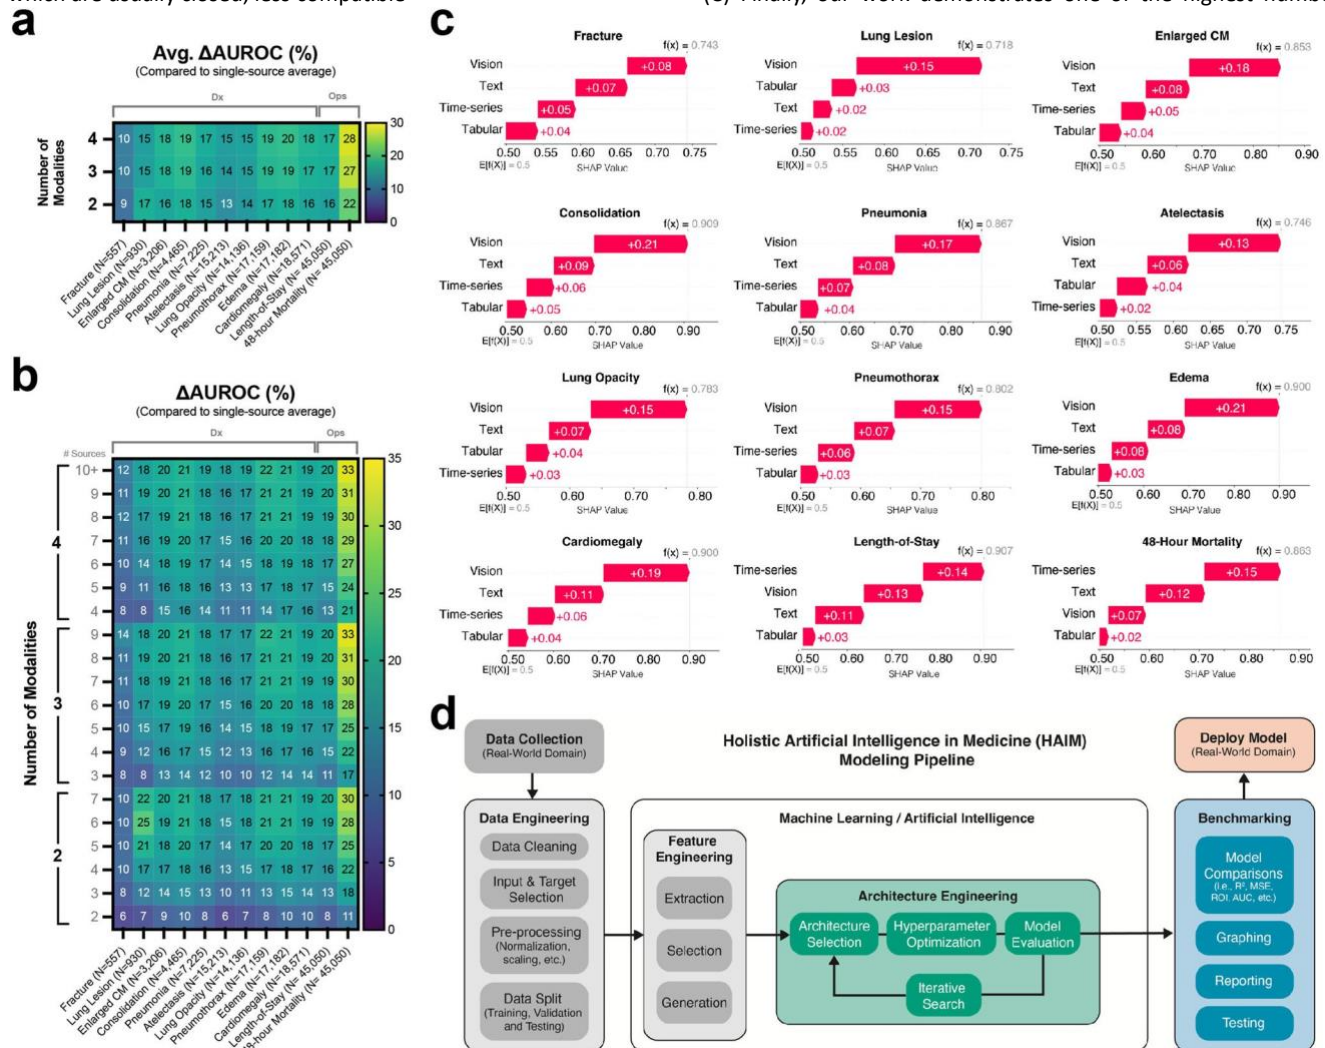 a
Avg. ΔAUROC (%)
(Compared to single-source average)
Dx Ops
Number of Modalities
4 10 15 18 19 17 15 15 19 20 18 17 28
3 10 15 18 19 16 14 15 19 19 17 17 27
2 9 17 16 18 15 13 14 17 18 16 16 22
30
20
10
0
Fracture (N=557)
Lung Lesion (N=930)
Enlarged CM (N=3,206)
Consolidation (N=4,465)
Pneumonia (N=7,225)
Atelectasis (N=15,213)
Lung Opacity (N=14,136)
Pneumothorax (N=17,159)
Edema (N=17,182)
Cardiomegaly (N=18,571)
Length-of-Stay (N= 45,050)
48-hour Mortality (N= 45,050)
b
ΔAUROC (%)
(Compared to single-source average)
Dx Ops
# Sources
Number of Modalities
4
10+ 12 18 20 21 19 18 19 22 21 19 20 33
9 11 19 20 21 18 16 17 21 21 19 20 31
8 12 17 19 21 18 16 17 21 21 19 19 30
7 11 16 19 20 17 15 16 20 20 18 18 29
6 10 14 18 19 17 14 15 18 19 18 17 27
5 9 11 16 18 16 13 13 17 18 17 15 24
4 8 8 15 16 14 11 11 14 17 16 13 21
3
9 14 18 20 21 18 17 17 22 21 19 20 33
8 11 19 20 21 18 16 17 21 21 19 20 31
7 11 18 20 21 18 16 17 21 21 19 19 30
6 10 17 19 20 17 15 16 20 20 18 18 28
5 10 15 17 19 16 14 15 18 19 17 17 25
4 9 12 16 17 15 12 13 16 17 16 15 22
3 8 8 13 14 12 10 10 12 14 14 11 17
2
7 10 22 20 21 18 17 18 21 21 19 20 30
6 10 25 19 21 18 15 18 21 21 19 19 28
5 10 21 18 20 17 14 17 20 20 18 17 25
4 10 17 17 18 16 13 15 17 18 17 16 22
3 8 12 14 15 13 10 11 13 15 14 13 18
2 6 7 9 10 8 6 7 8 10 10 8 11
35
30
25
20
15
10
5
0
Fracture (N=557)
Lung Lesion (N=930)
Enlarged CM (N=3,206)
Consolidation (N=4,465)
Pneumonia (N=7,225)
Atelectasis (N=15,213)
Lung Opacity (N=14,136)
Pneumothorax (N=17,159)
Edema (N=17,182)
Cardiomegaly (N=18,571)
Length-of-Stay (N= 45,050)
48-hour Mortality (N= 45,050)
c
Fracture
f(x) = 0.743
Vision +0.08
Text +0.07
Time-series +0.05
Tabular +0.04
0.50 0.55 0.60 0.65 0.70 0.75
E[f(X)] = 0.5
SHAP Value
Lung Lesion
f(x) = 0.718
Vision +0.15
Tabular +0.03
Text +0.02
Time-series +0.02
0.50 0.55 0.60 0.65 0.70 0.75
E[f(X)] = 0.5
SHAP Value
Enlarged CM
f(x) = 0.853
Vision +0.18
Text +0.08
Time-series +0.05
Tabular +0.04
0.50 0.60 0.70 0.80 0.90
E[f(X)] = 0.5
SHAP Value
Consolidation
f(x) = 0.909
Vision +0.21
Text +0.09
Time-series +0.06
Tabular +0.05
0.50 0.60 0.70 0.80 0.90
E[f(X)] = 0.5
SHAP Value
Pneumonia
f(x) = 0.867
Vision +0.17
Text +0.08
Time-series +0.07
Tabular +0.04
0.50 0.60 0.70 0.80 0.90
E[f(X)] = 0.5
SHAP Value
Atelectasis
f(x) = 0.746
Vision +0.13
Text +0.06
Tabular +0.04
Time-series +0.02
0.50 0.55 0.60 0.65 0.70 0.75
E[f(X)] = 0.5
SHAP Value
Lung Opacity
f(x) = 0.783
Vision +0.15
Text +0.07
Tabular +0.04
Time-series +0.03
0.50 0.60 0.70 0.80
E[f(X)] = 0.5
SHAP Value
Pneumothorax
f(x) = 0.802
Vision +0.15
Text +0.07
Time-series +0.06
Tabular +0.03
0.50 0.60 0.70 0.80
E[f(X)] = 0.5
SHAP Value
Edema
f(x) = 0.900
Vision +0.21
Text +0.08
Time-series +0.08
Tabular +0.03
0.50 0.60 0.70 0.80 0.90
E[f(X)] = 0.5
SHAP Value
Cardiomegaly
f(x) = 0.900
Vision +0.19
Text +0.11
Time-series +0.06
Tabular +0.04
0.50 0.60 0.70 0.80 0.90
E[f(X)] = 0.5
SHAP Value
Length-of-Stay
f(x) = 0.907
Time-series +0.14
Vision +0.13
Text +0.11
Tabular +0.03
0.50 0.60 0.70 0.80 0.90
E[f(X)] = 0.5
SHAP Value
48-Hour Mortality
f(x) = 0.863
Time-series +0.15
Text +0.12
Vision +0.07
Tabular +0.02
0.50 0.60 0.70 0.80 0.90
E[f(X)] = 0.5
SHAP Value
d
Holistic Artificial Intelligence in Medicine (HAIM)
Modeling Pipeline
Data Collection
(Real-World Domain)
Data Engineering
Data Cleaning
Input & Target
Selection
Pre-processing
(Normalization,
scaling, etc.)
Data Split
(Training, Validation
and Testing)
Machine Learning / Artificial Intelligence
Feature
Engineering
Extraction
Selection
Generation
Architecture Engineering
Architecture
Selection
Hyperparameter
Optimization
Model
Evaluation
Iterative
Search
Deploy Model
(Real-World Domain)
Benchmarking
Model
Comparisons
(i.e., R², MSE,
ROI, AUC, etc.)
Graphing
Reporting
Testing